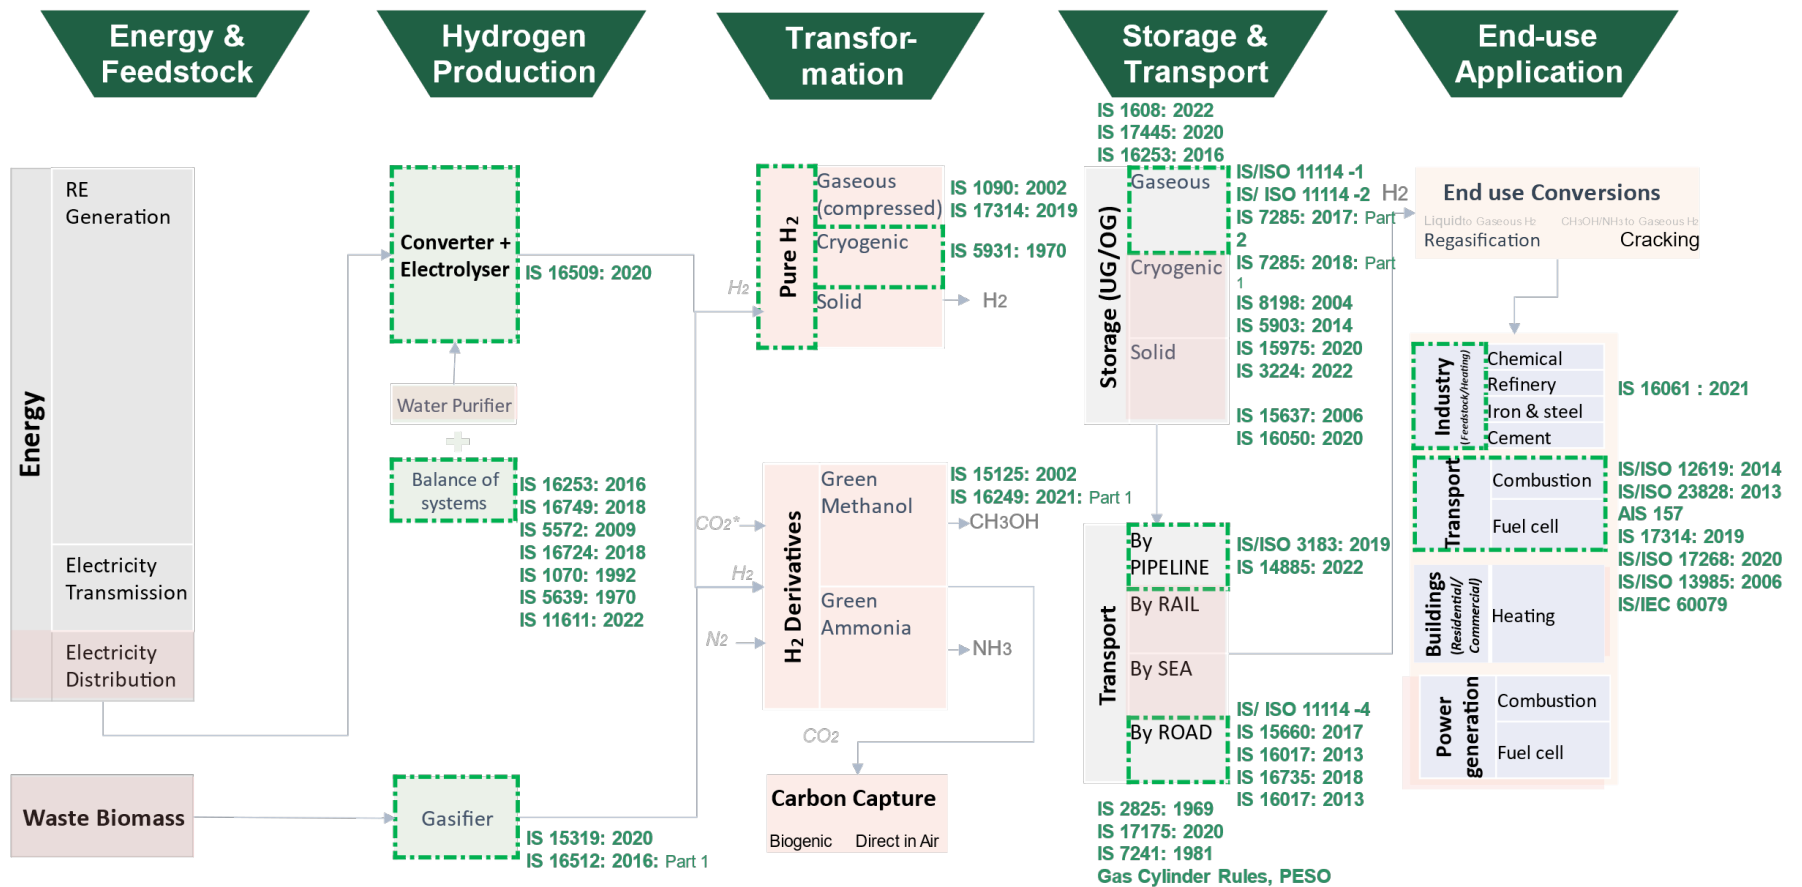 Energy &
Feedstock
Hydrogen
Production
Transfor-
mation
Storage &
Transport
End-use
Application
Energy
RE
Generation
Electricity
Transmission
Electricity
Distribution
Waste Biomass
Converter +
Electrolyser
IS 16509: 2020
Water Purifier
Balance of
systems
IS 16253: 2016
IS 16749: 2018
IS 5572: 2009
IS 16724: 2018
IS 1070: 1992
IS 5639: 1970
IS 11611: 2022
Gasifier
IS 15319: 2020
IS 16512: 2016: Part 1
H2
Pure H2
Gaseous
(compressed)
IS 1090: 2002
IS 17314: 2019
Cryogenic
IS 5931: 1970
Solid
H2
CO2*
H2
N2
H2 Derivatives
Green
Methanol
IS 15125: 2002
IS 16249: 2021: Part 1
CH3OH
Green
Ammonia
NH3
CO2
Carbon Capture
Biogenic
Direct in Air
IS 1608: 2022
IS 17445: 2020
IS 16253: 2016
Storage (UG/OG)
Gaseous
Cryogenic
Solid
IS/ISO 11114 -1
IS/ ISO 11114 -2
IS 7285: 2017: Part
2
IS 7285: 2018: Part
1
IS 8198: 2004
IS 5903: 2014
IS 15975: 2020
IS 3224: 2022
IS 15637: 2006
IS 16050: 2020
Transport
By
PIPELINE
IS/ISO 3183: 2019
IS 14885: 2022
By RAIL
By SEA
By ROAD
IS/ ISO 11114 -4
IS 15660: 2017
IS 16017: 2013
IS 16735: 2018
IS 16017: 2013
IS 2825: 1969
IS 17175: 2020
IS 7241: 1981
Gas Cylinder Rules, PESO
H2
End use Conversions
Liquid to Gaseous H2
Regasification
CH3OH/NH3 to Gaseous H2
Cracking
Industry
(Feedstock/Heating)
Chemical
Refinery
Iron & steel
Cement
IS 16061 : 2021
Transport
Combustion
Fuel cell
IS/ISO 12619: 2014
IS/ISO 23828: 2013
AIS 157
IS 17314: 2019
IS/ISO 17268: 2020
IS/ISO 13985: 2006
IS/IEC 60079
Buildings
(Residential/
Commercial)
Heating
Power
generation
Combustion
Fuel cell